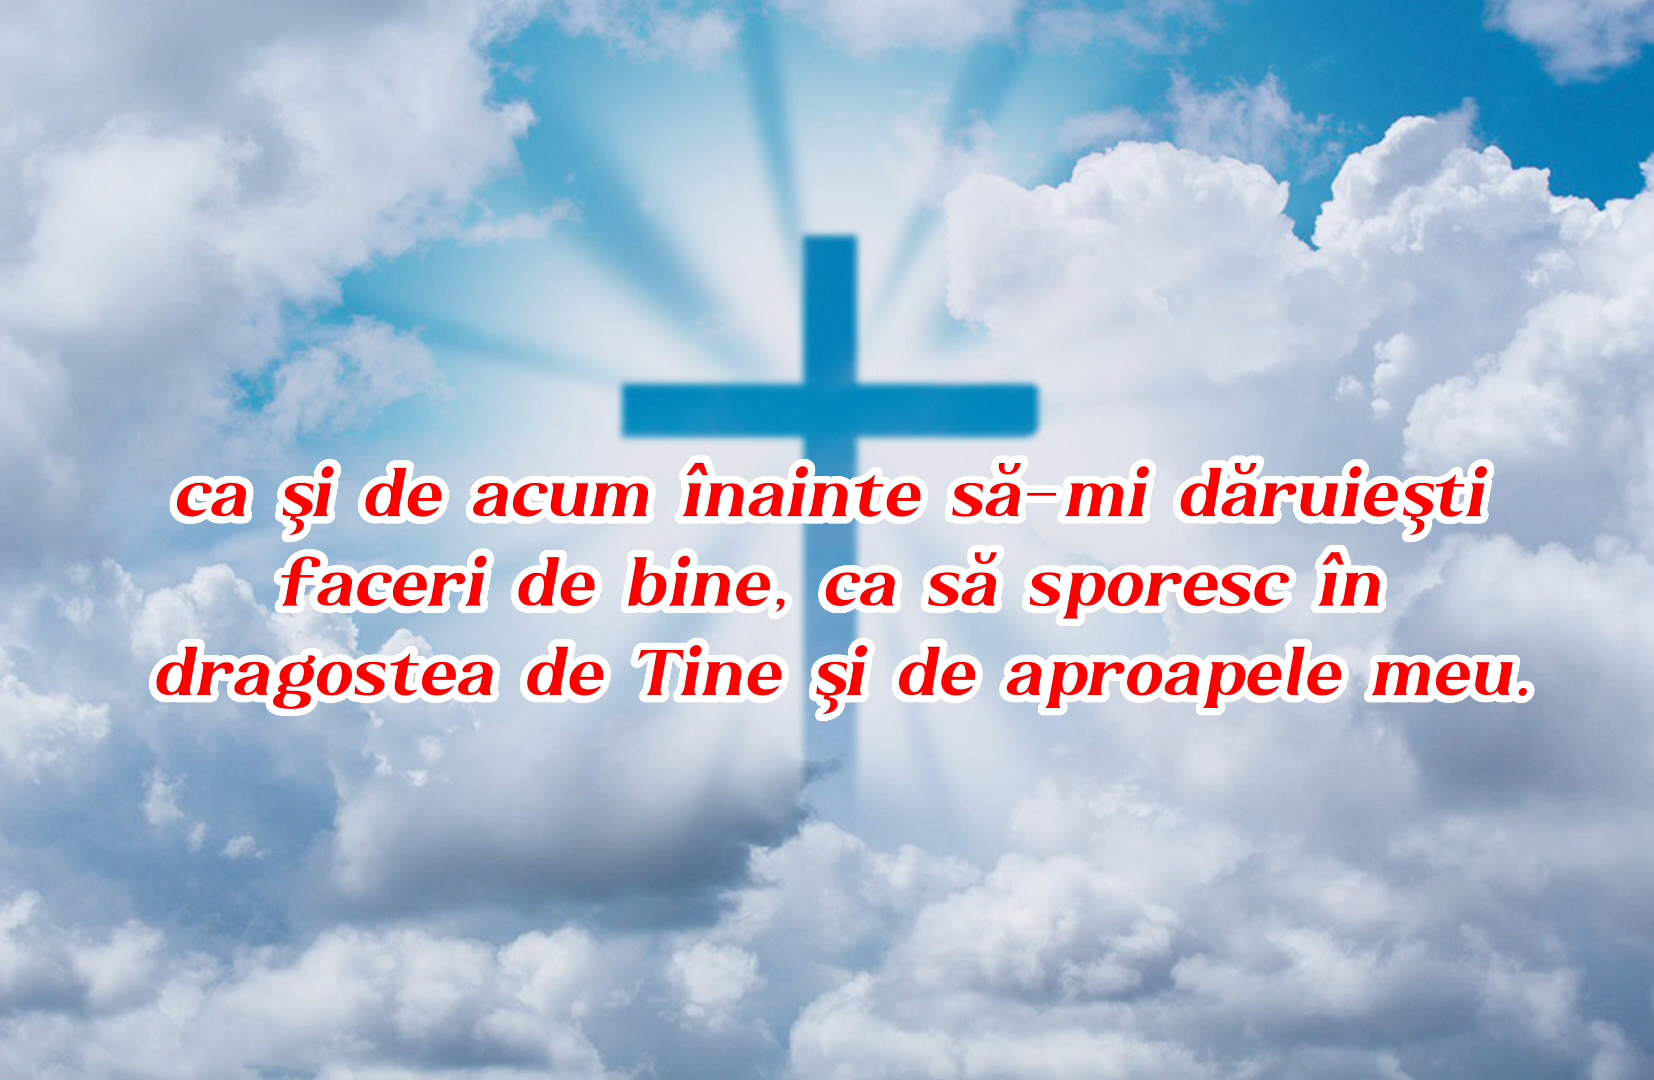 ca şi de acum înainte să-mi dăruieşti
faceri de bine, ca să sporesc în
dragostea de Tine şi de aproapele meu.